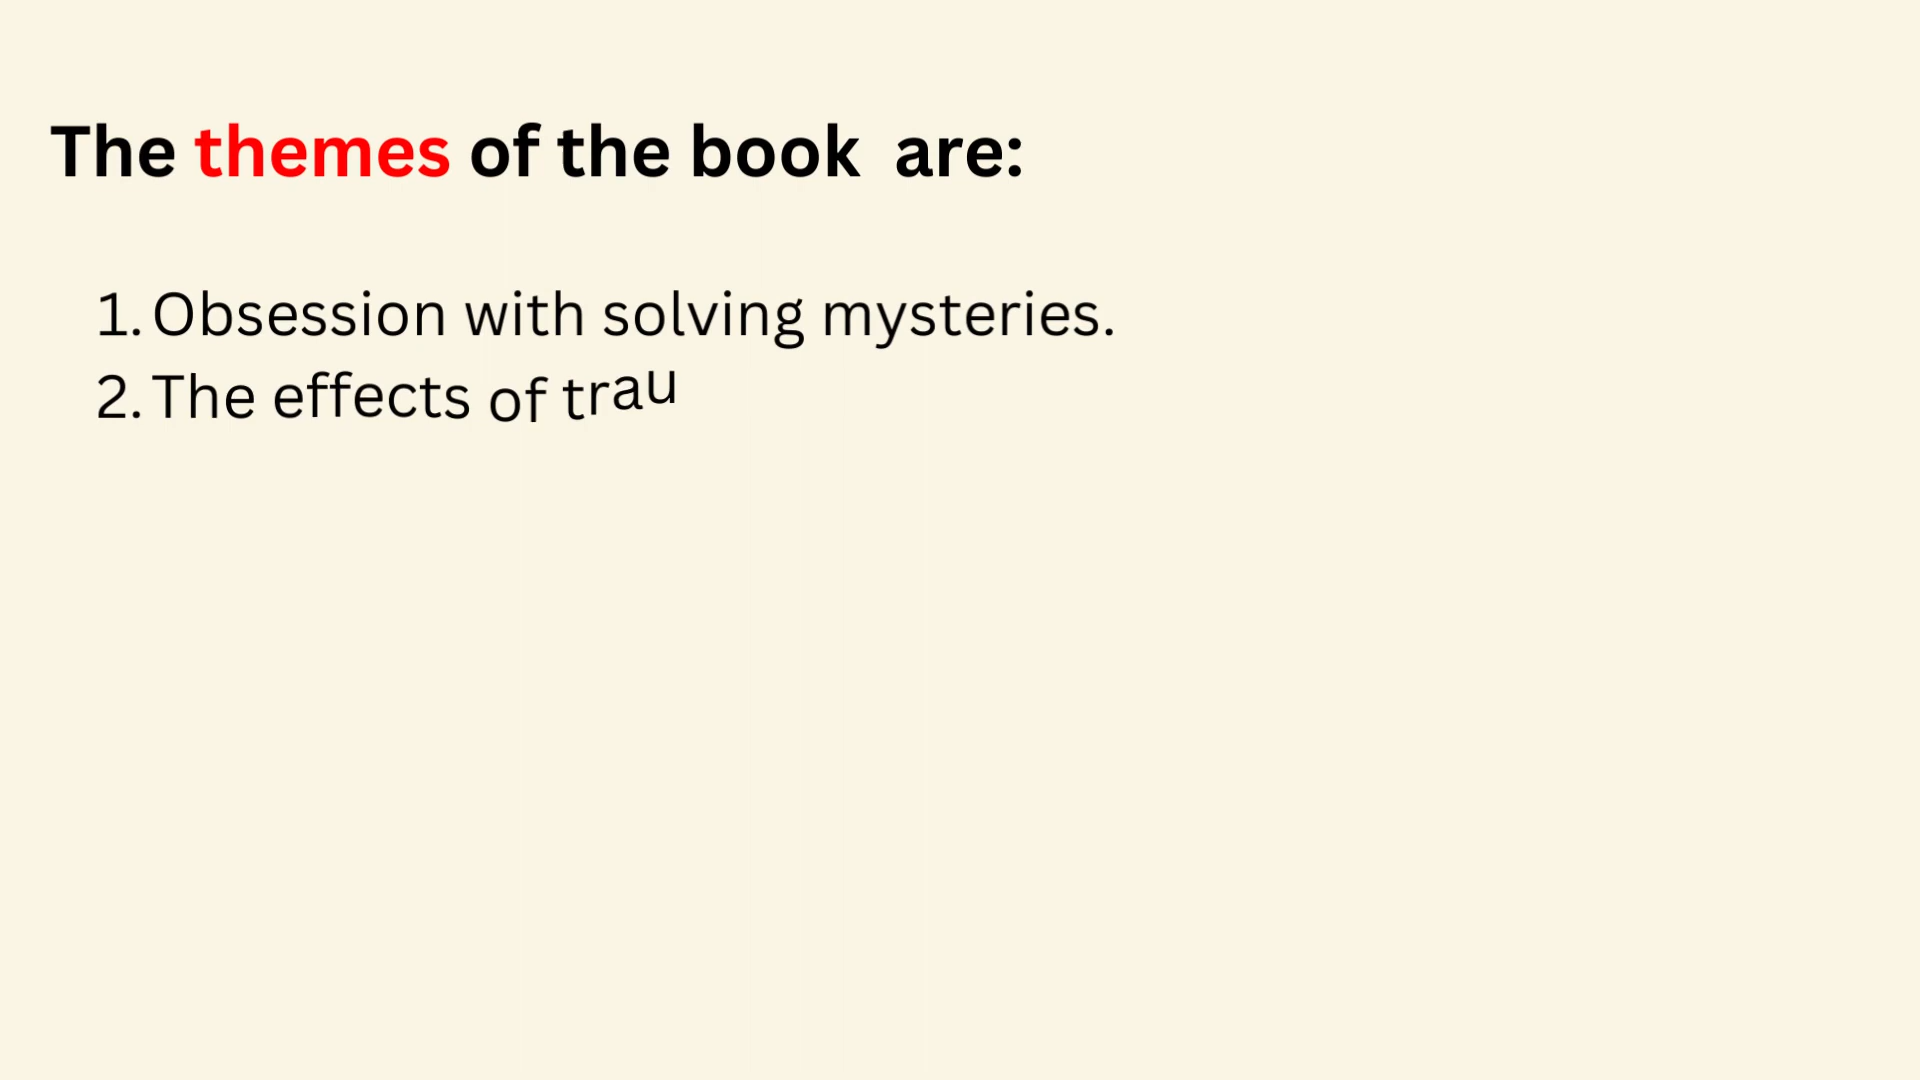 The themes of the book are:
1. Obsession with solving mysteries.
2. The effects of trau